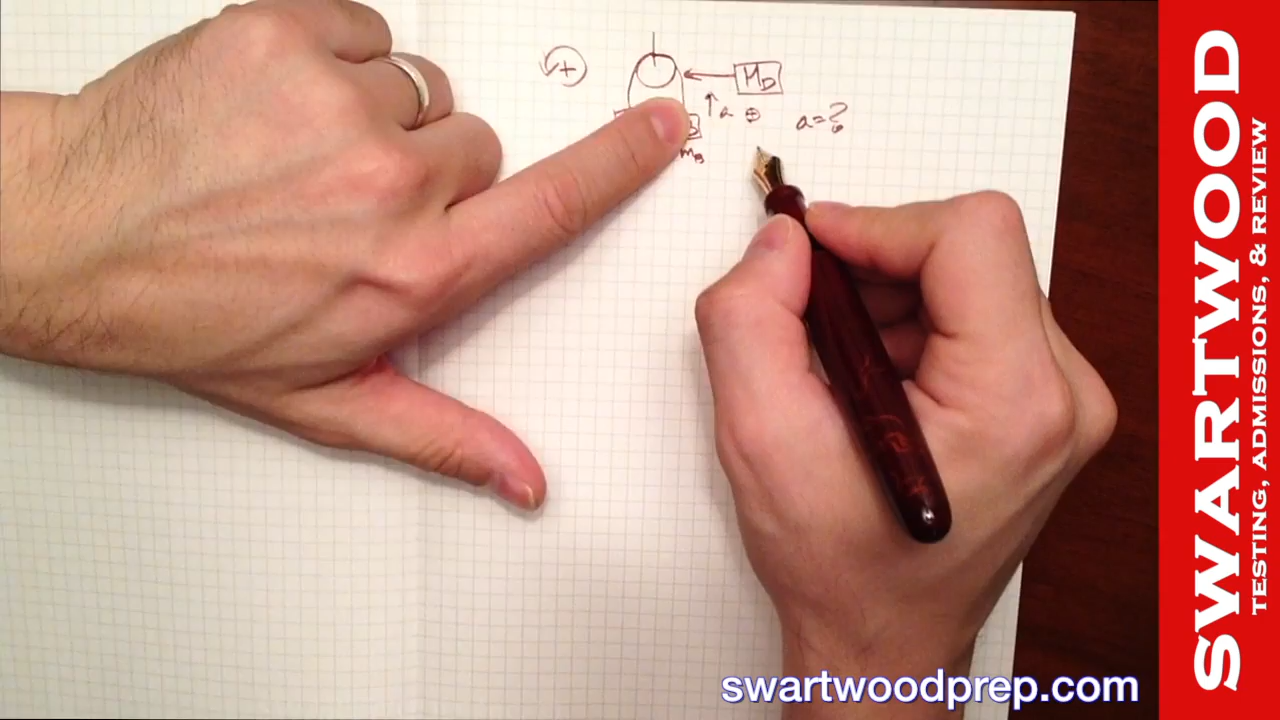 +
M_D
a ⊕
a = ?
m_B
SWARTWOOD
TESTING, ADMISSIONS, & REVIEW
swartwoodprep.com